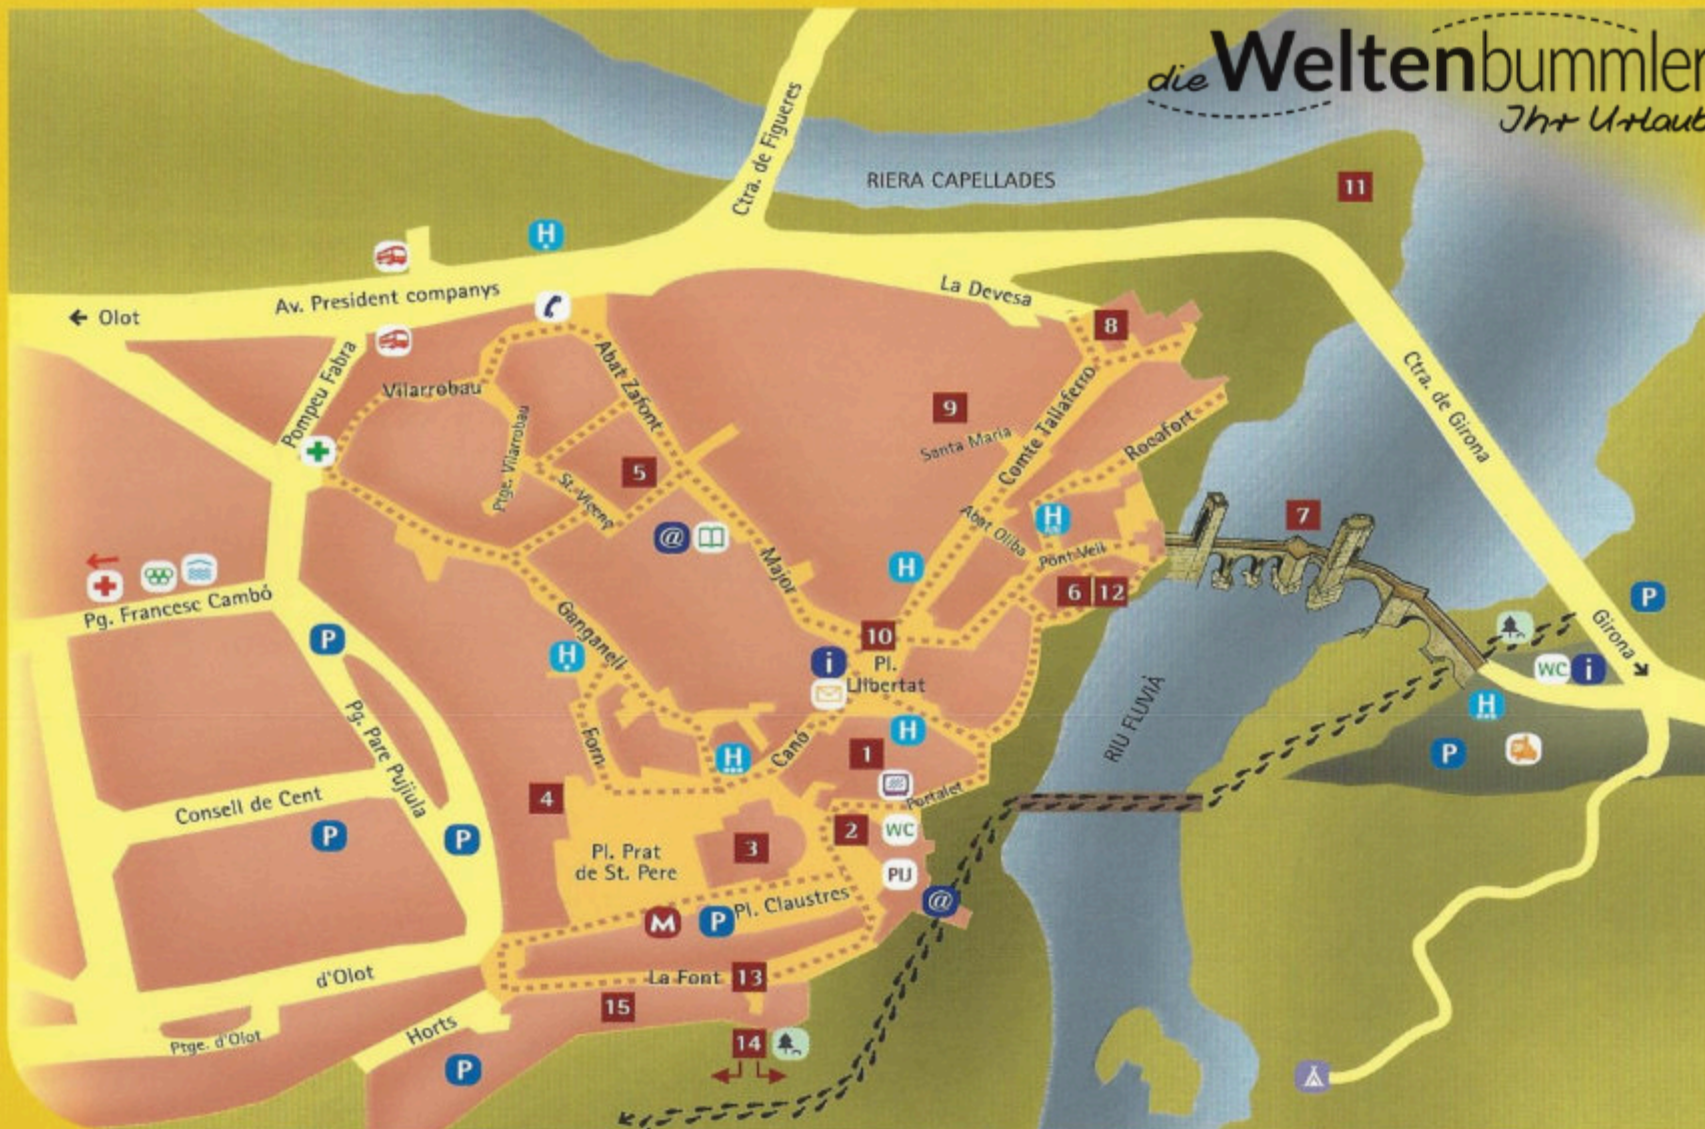 die Weltenbummler
Ihr Urlaub
Ctra. de Figueres
RIERA CAPELLADES
11
H
Av. President companys
← Olot
La Devesa
8
Pompeu Fabra
Vilarrobau
Abat Zafont
Ctra. de Girona
9
Santa Maria
Comte Tallaferro
Rocafort
Ptge. Vilarrobau
5
St. Vicenç
@
Major
Abat Oliba
H
7
Pont Vell
H
6 12
Pg. Francesc Cambó
P
Ganganell
H
10
i
Pl.
Llibertat
P
Girona
WC i
H
P
RIU FLUVIÀ
Pg. Pare Pujiula
Forn
H
Canó
1
H
Portalet
4
Consell de Cent
P
P
2
WC
3
Pl. Prat
de St. Pere
PIJ
@
Pl. Claustres
M
P
d'Olot
La Font
13
15
Horts
Ptge. d'Olot
14
P